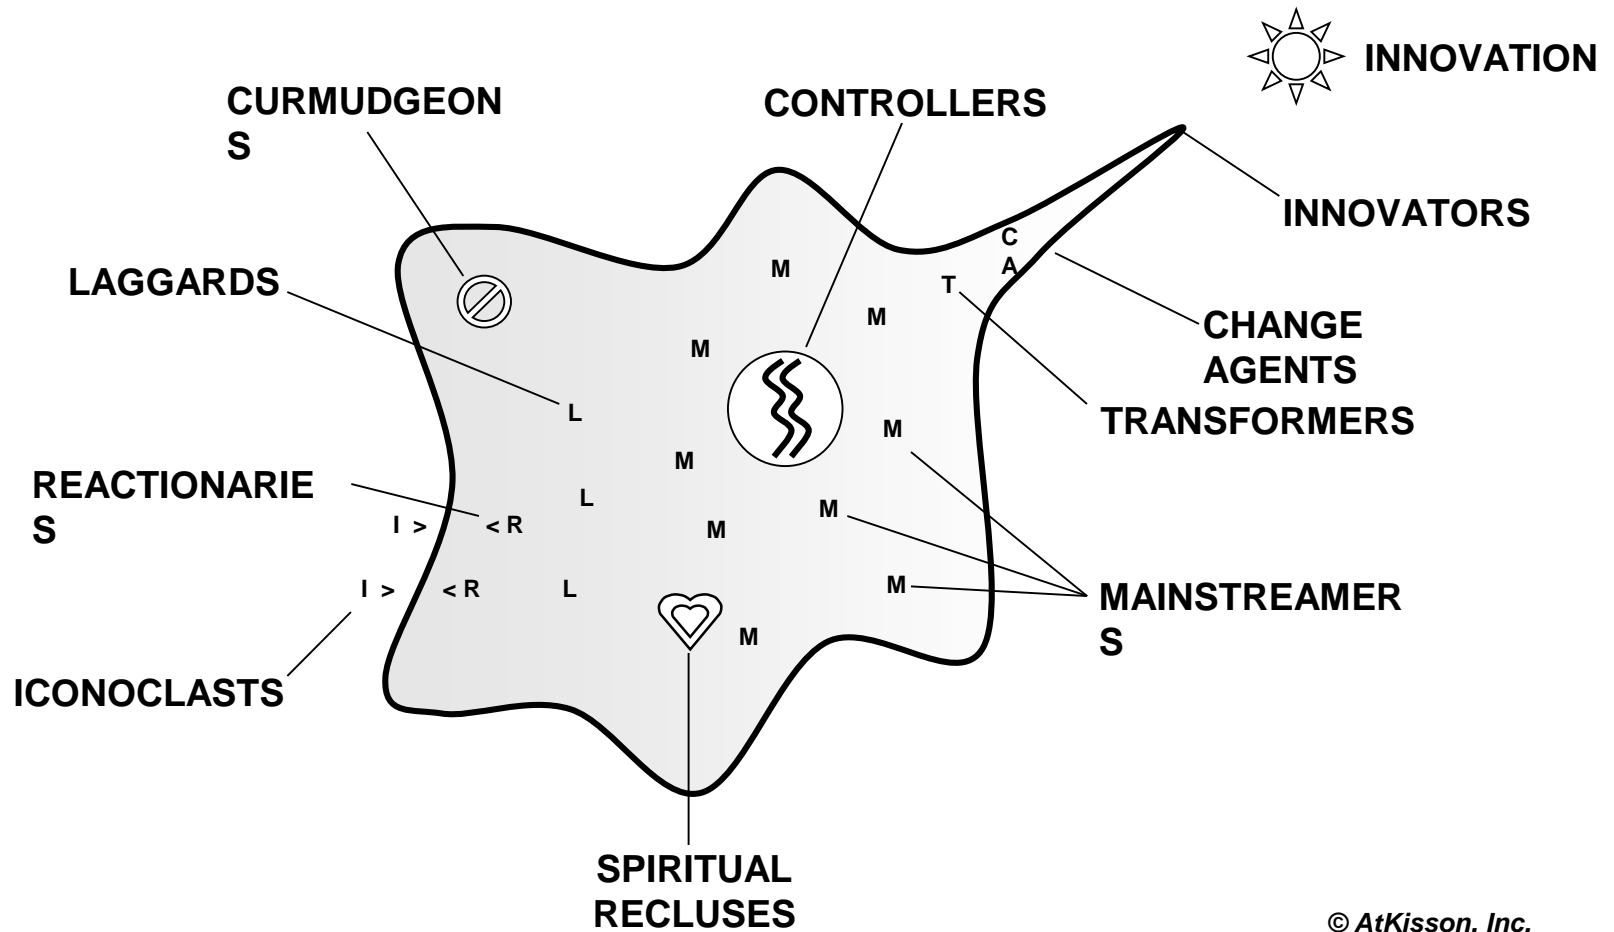 INNOVATION
CURMUDGEON
S
CONTROLLERS
INNOVATORS
C
A
M
LAGGARDS
T
M
CHANGE
AGENTS
M
L
TRANSFORMERS
M
M
REACTIONARIE
S
L
M
I > < R
M
I > < R
L
M
MAINSTREAMER
S
M
ICONOCLASTS
SPIRITUAL
RECLUSES
© AtKisson, Inc.